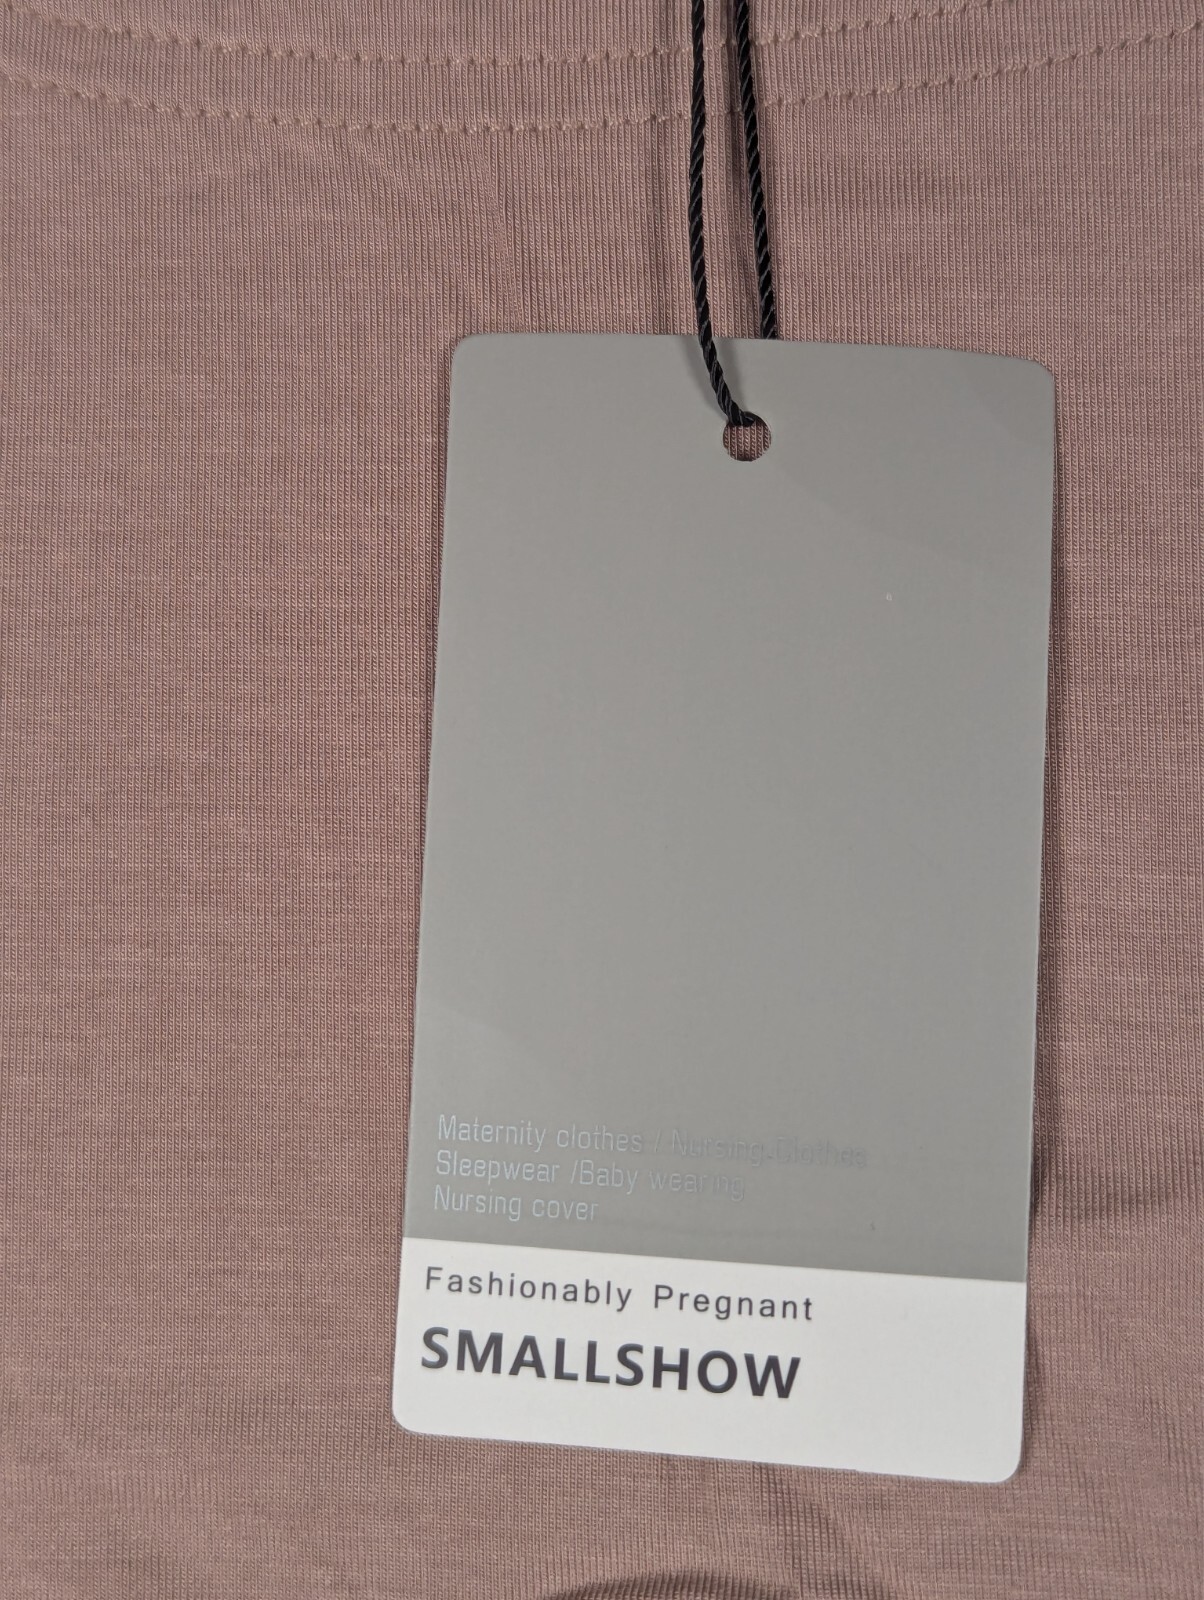 Maternity clothes / Nursing Clothes
Sleepwear /Baby wearing
Nursing cover
Fashionably Pregnant
SMALLSHOW